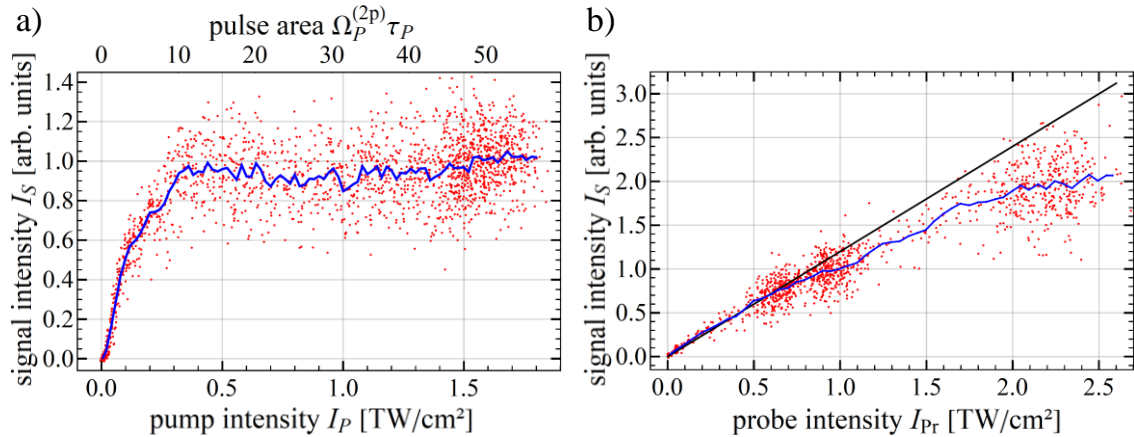 a)
pulse area Ω_P^(2p) τ_P
0 10 20 30 40 50
signal intensity I_S [arb. units]
1.4
1.2
1.0
0.8
0.6
0.4
0.2
0.0
0.0 0.5 1.0 1.5
pump intensity I_P [TW/cm²]
b)
signal intensity I_S [arb. units]
3.0
2.5
2.0
1.5
1.0
0.5
0.0
0.0 0.5 1.0 1.5 2.0 2.5
probe intensity I_Pr [TW/cm²]